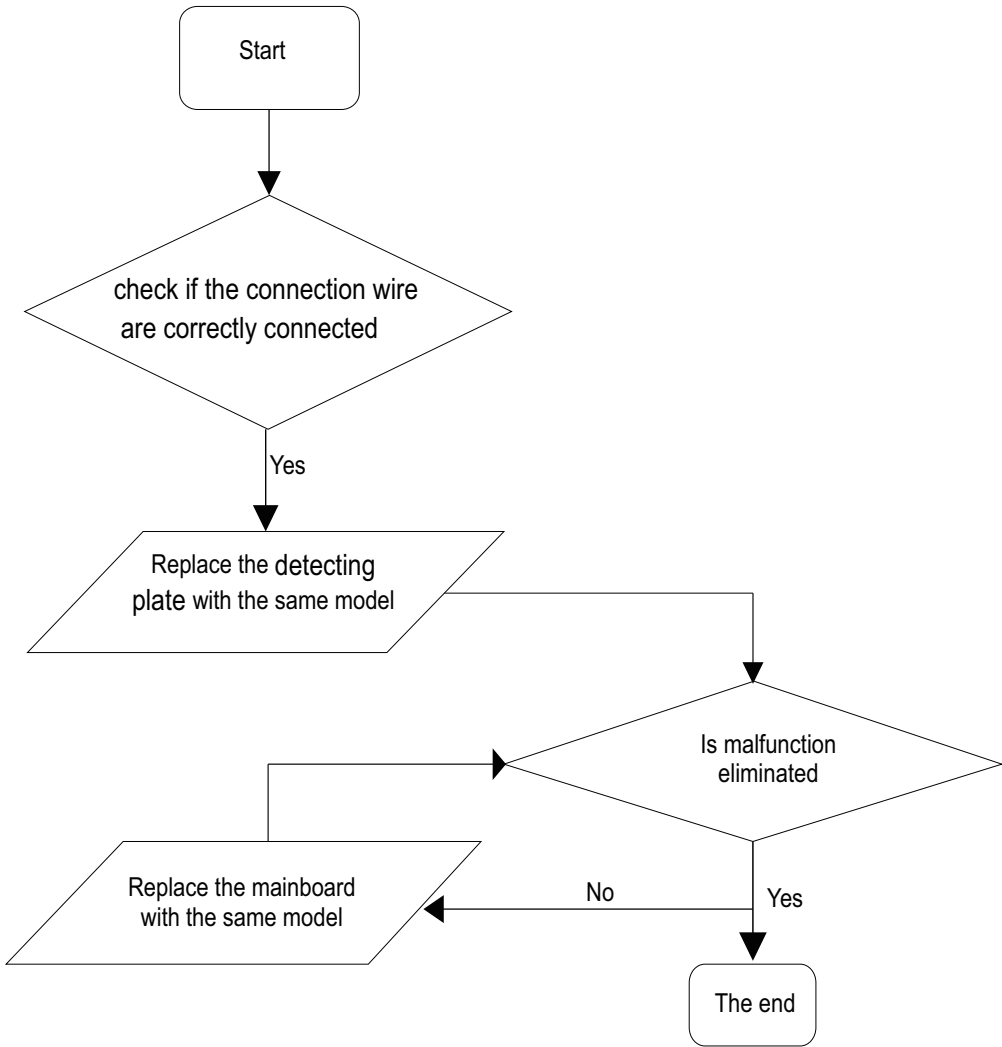 Start
check if the connection wire
are correctly connected
Yes
Replace the detecting
plate with the same model
Is malfunction
eliminated
Replace the mainboard
with the same model
No
Yes
The end